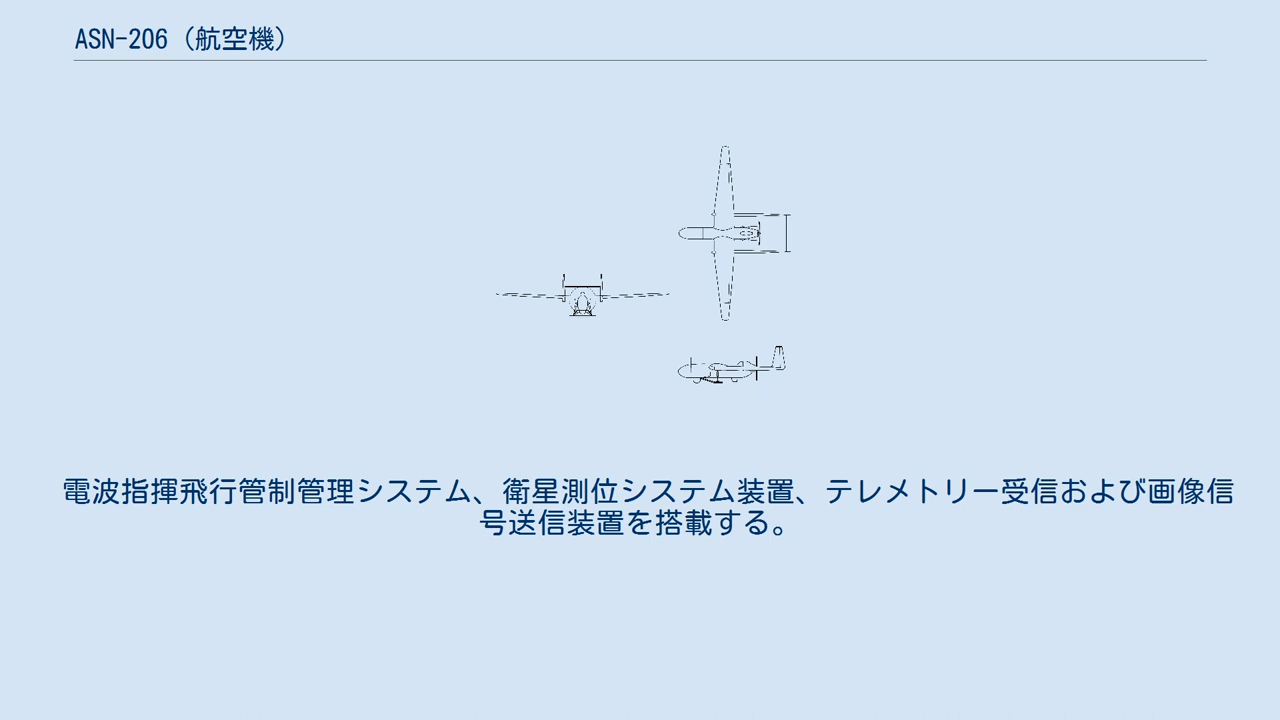 ASN-206（航空機）
電波指揮飛行管制管理システム、衛星測位システム装置、テレメトリー受信および画像信
号送信装置を搭載する。